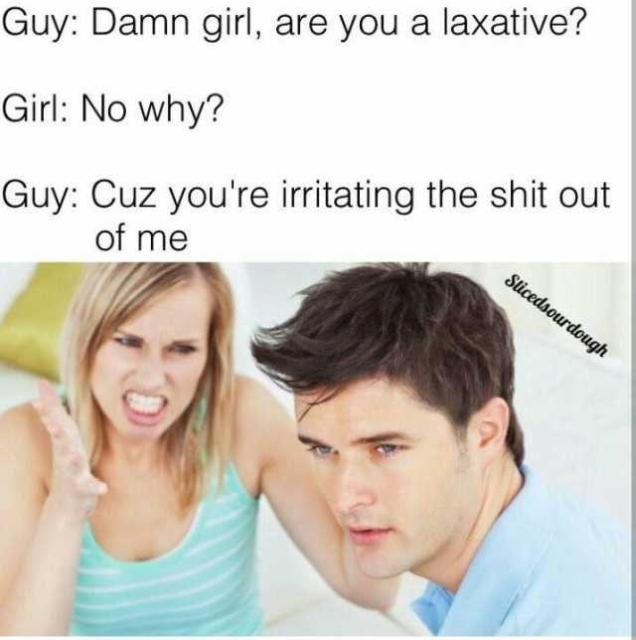 Guy: Damn girl, are you a laxative?
Girl: No why?
Guy: Cuz you're irritating the shit out
of me
Slicedsourdough